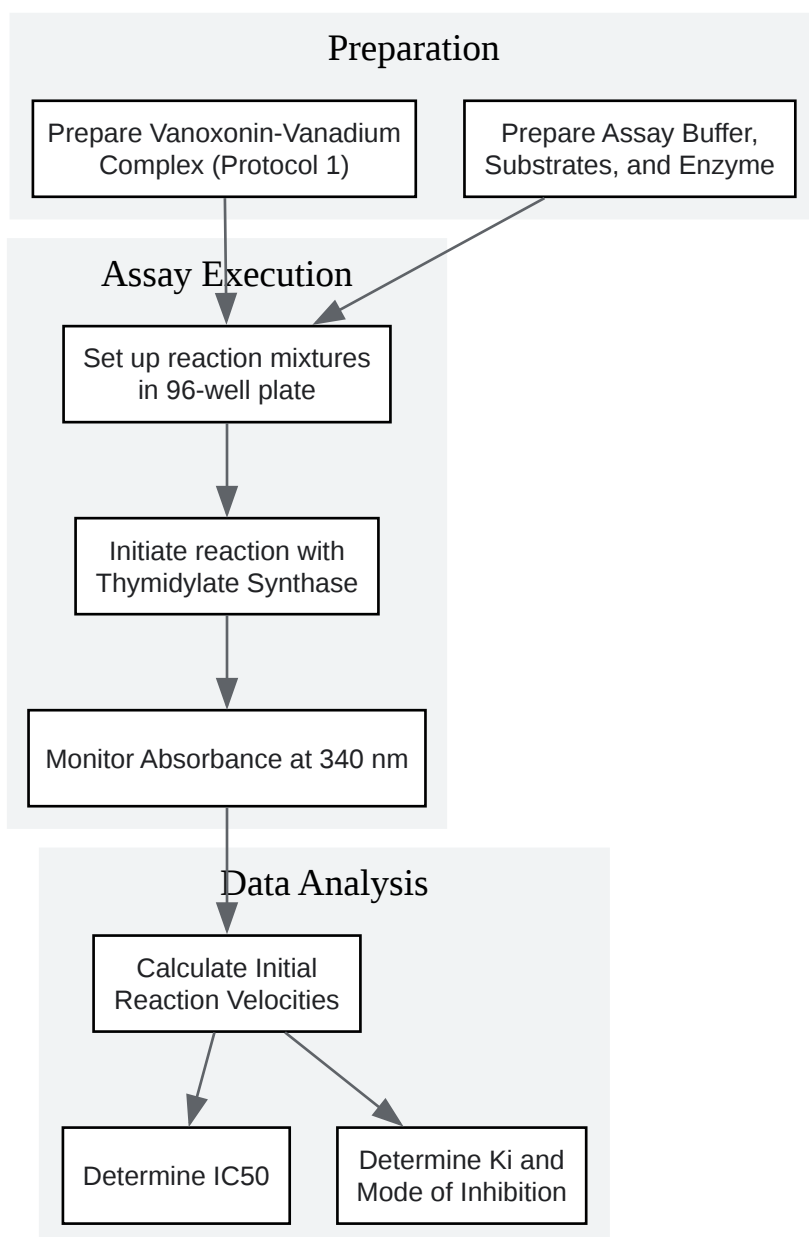 Preparation
Prepare Vanoxonin-Vanadium
Complex (Protocol 1)
Prepare Assay Buffer,
Substrates, and Enzyme
Assay Execution
Set up reaction mixtures
in 96-well plate
Initiate reaction with
Thymidylate Synthase
Monitor Absorbance at 340 nm
Data Analysis
Calculate Initial
Reaction Velocities
Determine IC50
Determine Ki and
Mode of Inhibition